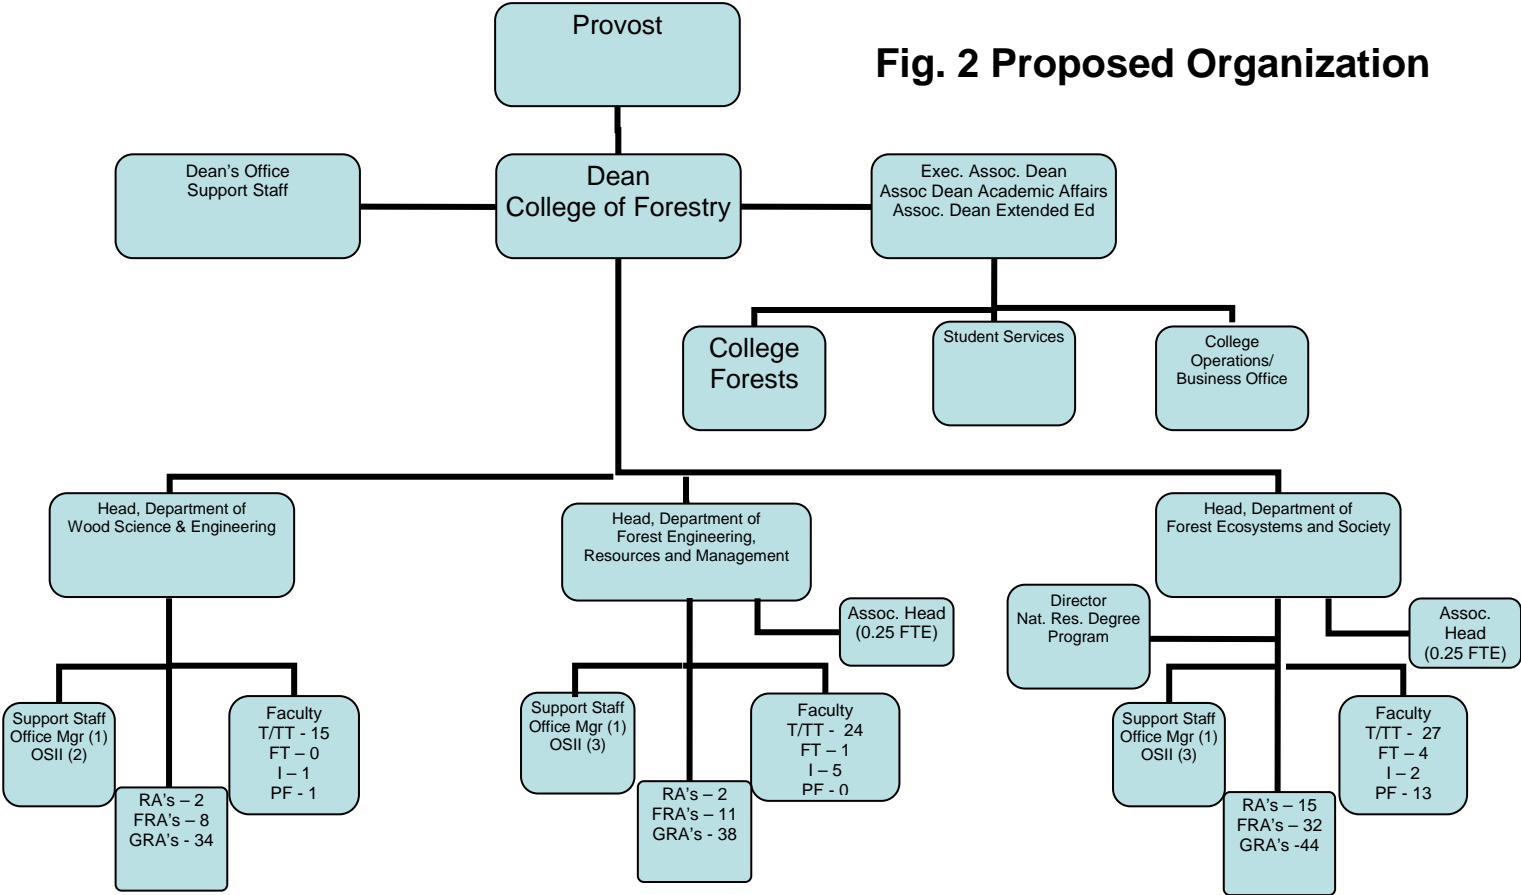 Provost
Fig. 2 Proposed Organization
Dean's Office
Support Staff
Dean
College of Forestry
Exec. Assoc. Dean
Assoc Dean Academic Affairs
Assoc. Dean Extended Ed
College
Forests
Student Services
College
Operations/
Business Office
Head, Department of
Wood Science & Engineering
Head, Department of
Forest Engineering,
Resources and Management
Head, Department of
Forest Ecosystems and Society
Assoc. Head
(0.25 FTE)
Director
Nat. Res. Degree
Program
Assoc.
Head
(0.25 FTE)
Support Staff
Office Mgr (1)
OSII (2)
Faculty
T/TT - 15
FT – 0
I – 1
PF - 1
RA's – 2
FRA's – 8
GRA's - 34
Support Staff
Office Mgr (1)
OSII (3)
Faculty
T/TT - 24
FT – 1
I – 5
PF - 0
RA's – 2
FRA's – 11
GRA's - 38
Support Staff
Office Mgr (1)
OSII (3)
Faculty
T/TT - 27
FT – 4
I – 2
PF - 13
RA's – 15
FRA's – 32
GRA's -44